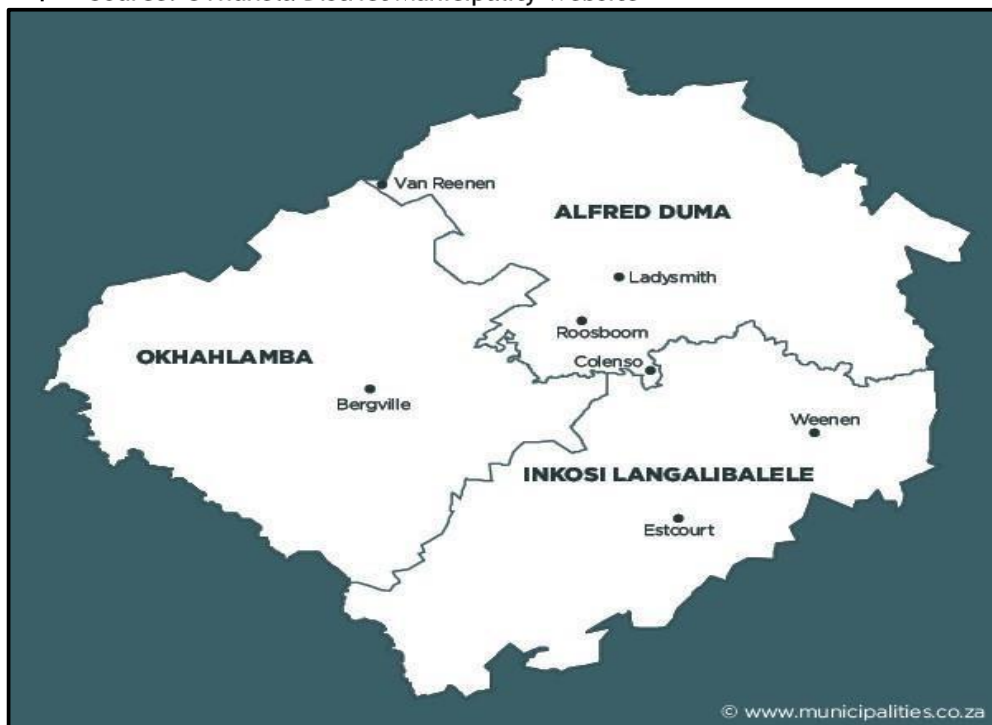 Van Reenen
ALFRED DUMA
Ladysmith
Roosboom
OKHAHLAMBA
Colenso
Bergville
Weenen
INKOSI LANGALIBALELE
Estcourt
© www.municipalities.co.za